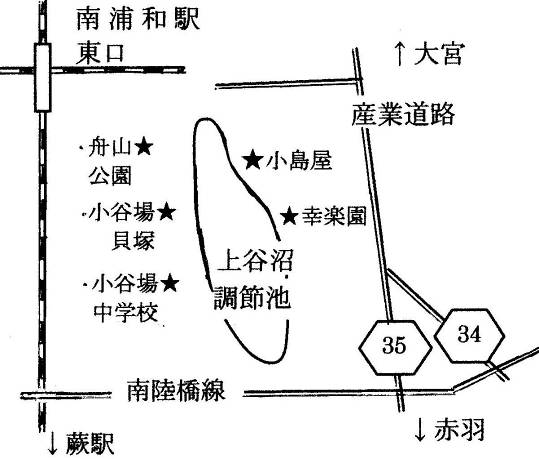 南浦和駅
東口
↑大宮
産業道路
・舟山★
公園
★小島屋
・小谷場★
貝塚
★幸楽園
上谷沼
調節池
・小谷場★
中学校
35
34
南陸橋線
↓蕨駅
↓赤羽